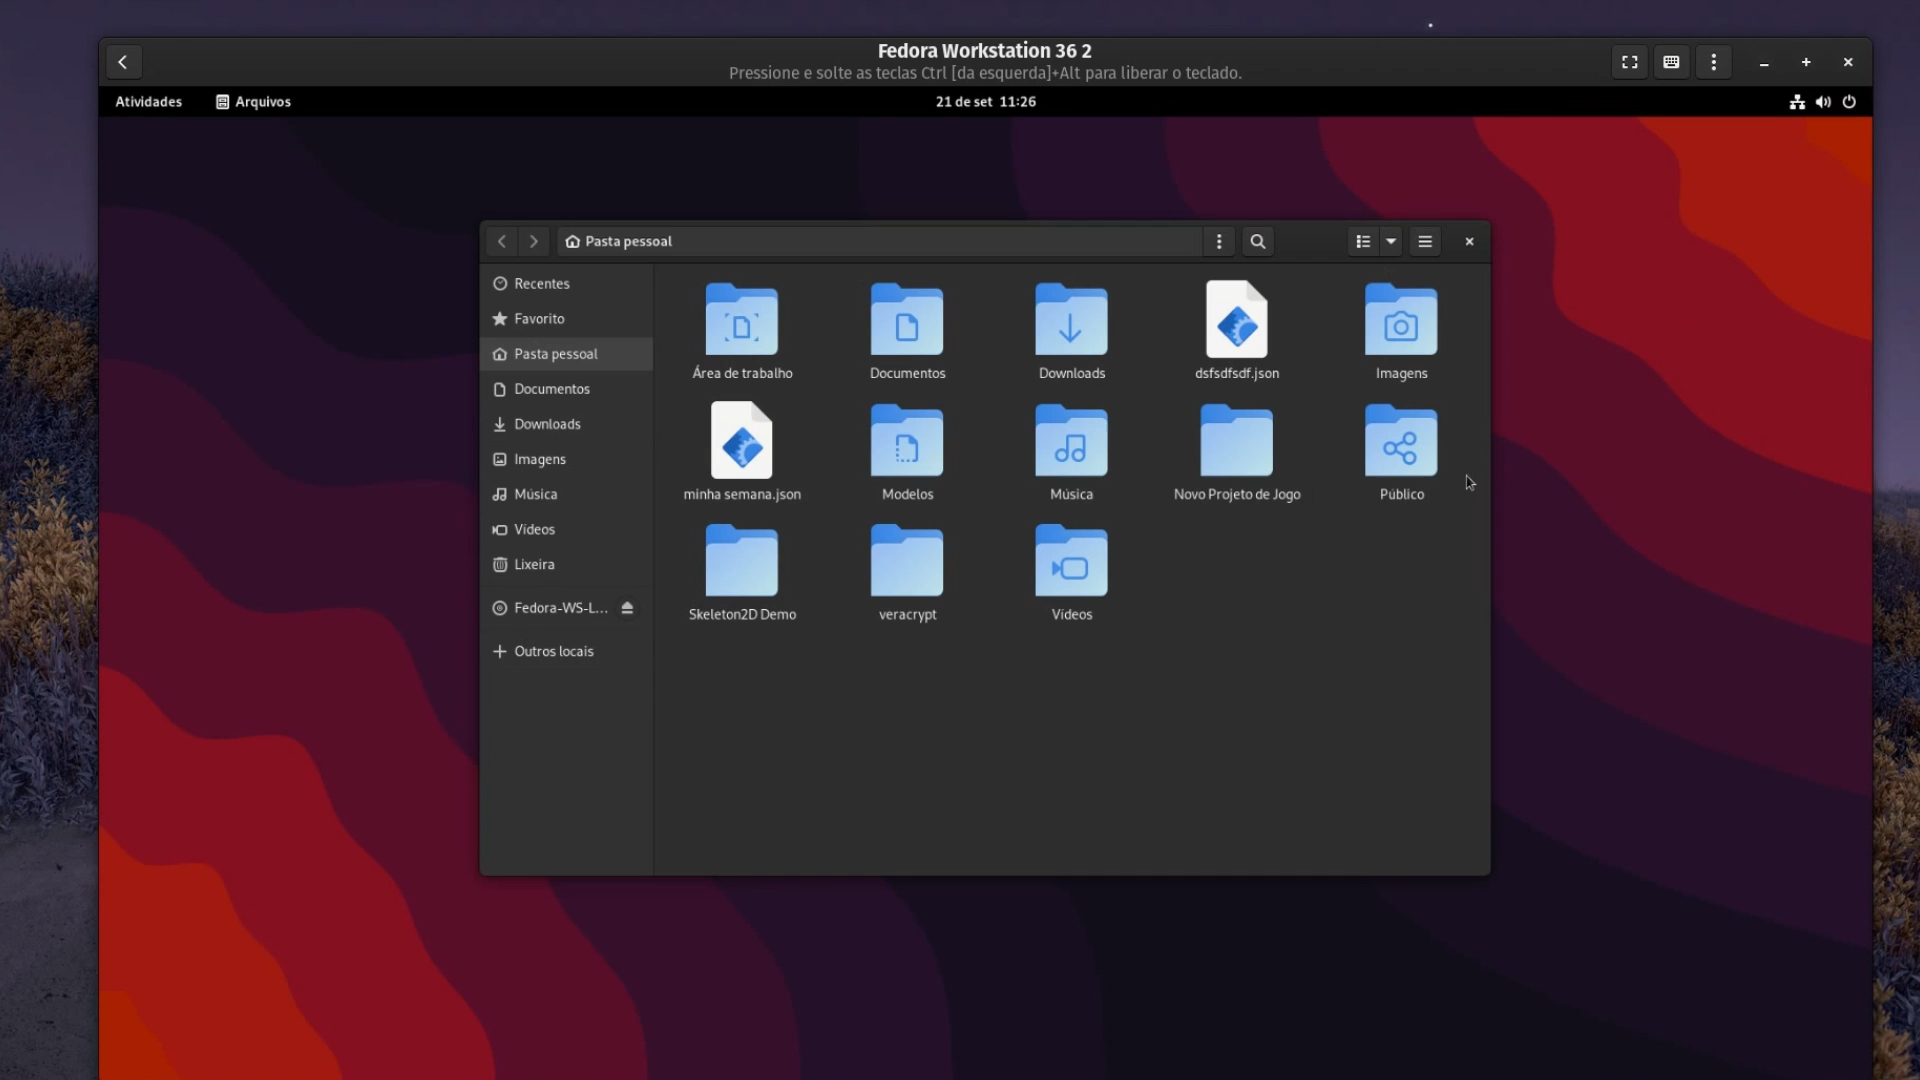 Fedora Workstation 36 2
Pressione e solte as teclas Ctrl [da esquerda]+Alt para liberar o teclado.
Atividades
Arquivos
21 de set 11:26
Pasta pessoal
Recentes
Favorito
Pasta pessoal
Documentos
Downloads
Imagens
Música
Vídeos
Lixeira
Fedora-WS-L...
Outros locais
Área de trabalho
Documentos
Downloads
dsfsdfsdf.json
Imagens
minha semana.json
Modelos
Música
Novo Projeto de Jogo
Público
Skeleton2D Demo
veracrypt
Vídeos